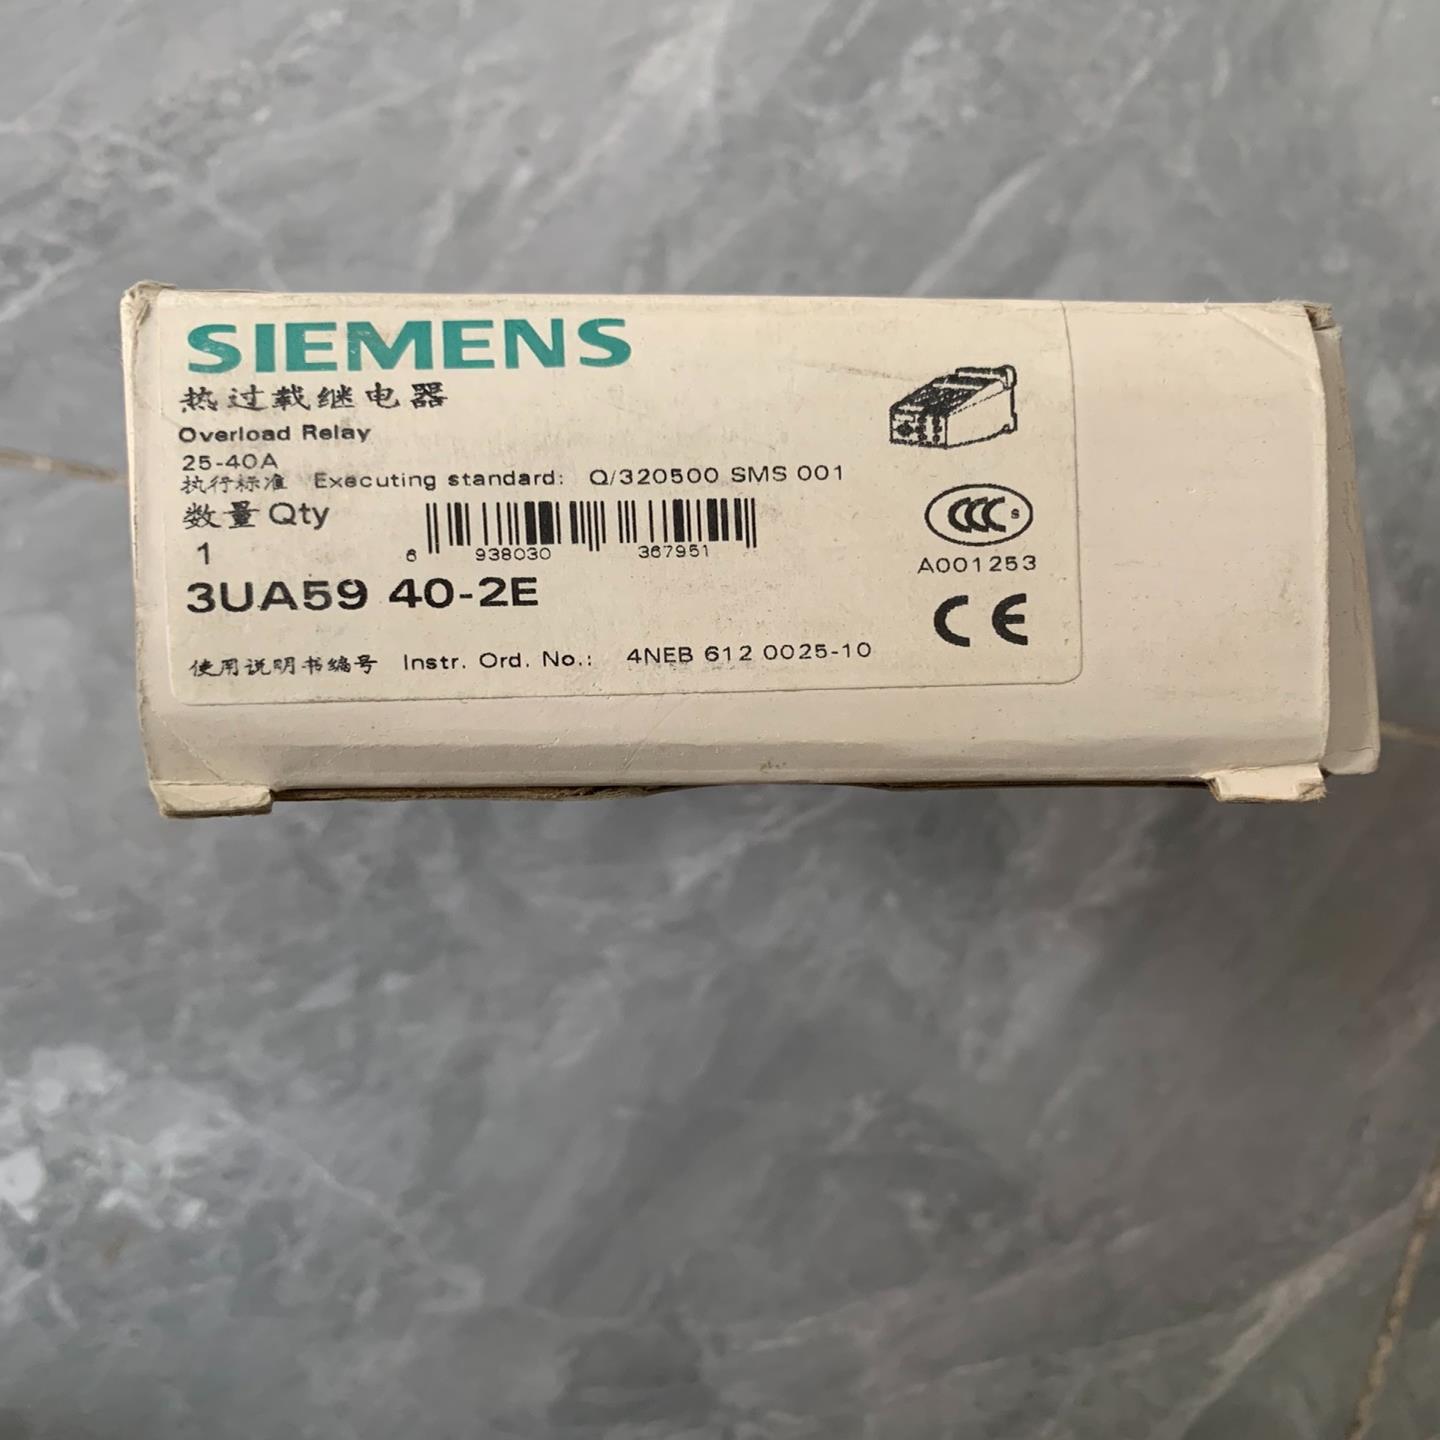 SIEMENS
热过载继电器
Overload Relay
25-40A
执行标准 Executing standard: Q/320500 SMS 001
数量 Qty
1
6 938030 367951
3UA59 40-2E
使用说明书编号 Instr. Ord. No.: 4NEB 612 0025-10
CCC S
A001253
CE